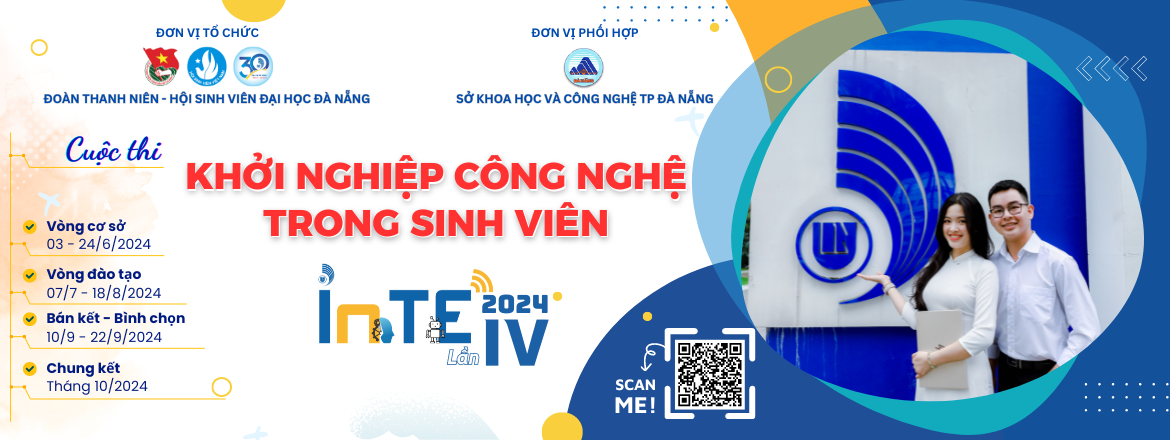 ĐƠN VỊ TỔ CHỨC
ĐOÀN THANH NIÊN - HỘI SINH VIÊN ĐẠI HỌC ĐÀ NẴNG
ĐƠN VỊ PHỐI HỢP
SỞ KHOA HỌC VÀ CÔNG NGHỆ TP ĐÀ NẴNG
Cuộc thi
KHỞI NGHIỆP CÔNG NGHỆ
TRONG SINH VIÊN
InTE 2024
Lần IV
Vòng cơ sở
03 - 24/6/2024
Vòng đào tạo
07/7 - 18/8/2024
Bán kết - Bình chọn
10/9 - 22/9/2024
Chung kết
Tháng 10/2024
SCAN
ME!
UN
30